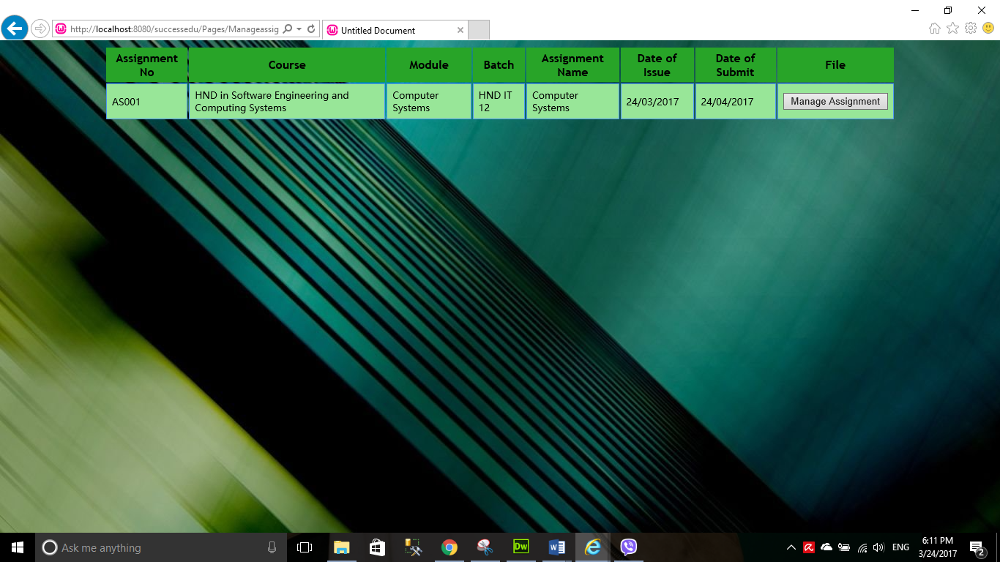 http://localhost:8080/successedu/Pages/Manageassig
Untitled Document
Assignment No
Course
Module
Batch
Assignment Name
Date of Issue
Date of Submit
File
AS001
HND in Software Engineering and
Computing Systems
Computer
Systems
HND IT
12
Computer
Systems
24/03/2017
24/04/2017
Manage Assignment
Ask me anything
Dw
ENG
6:11 PM
3/24/2017
2